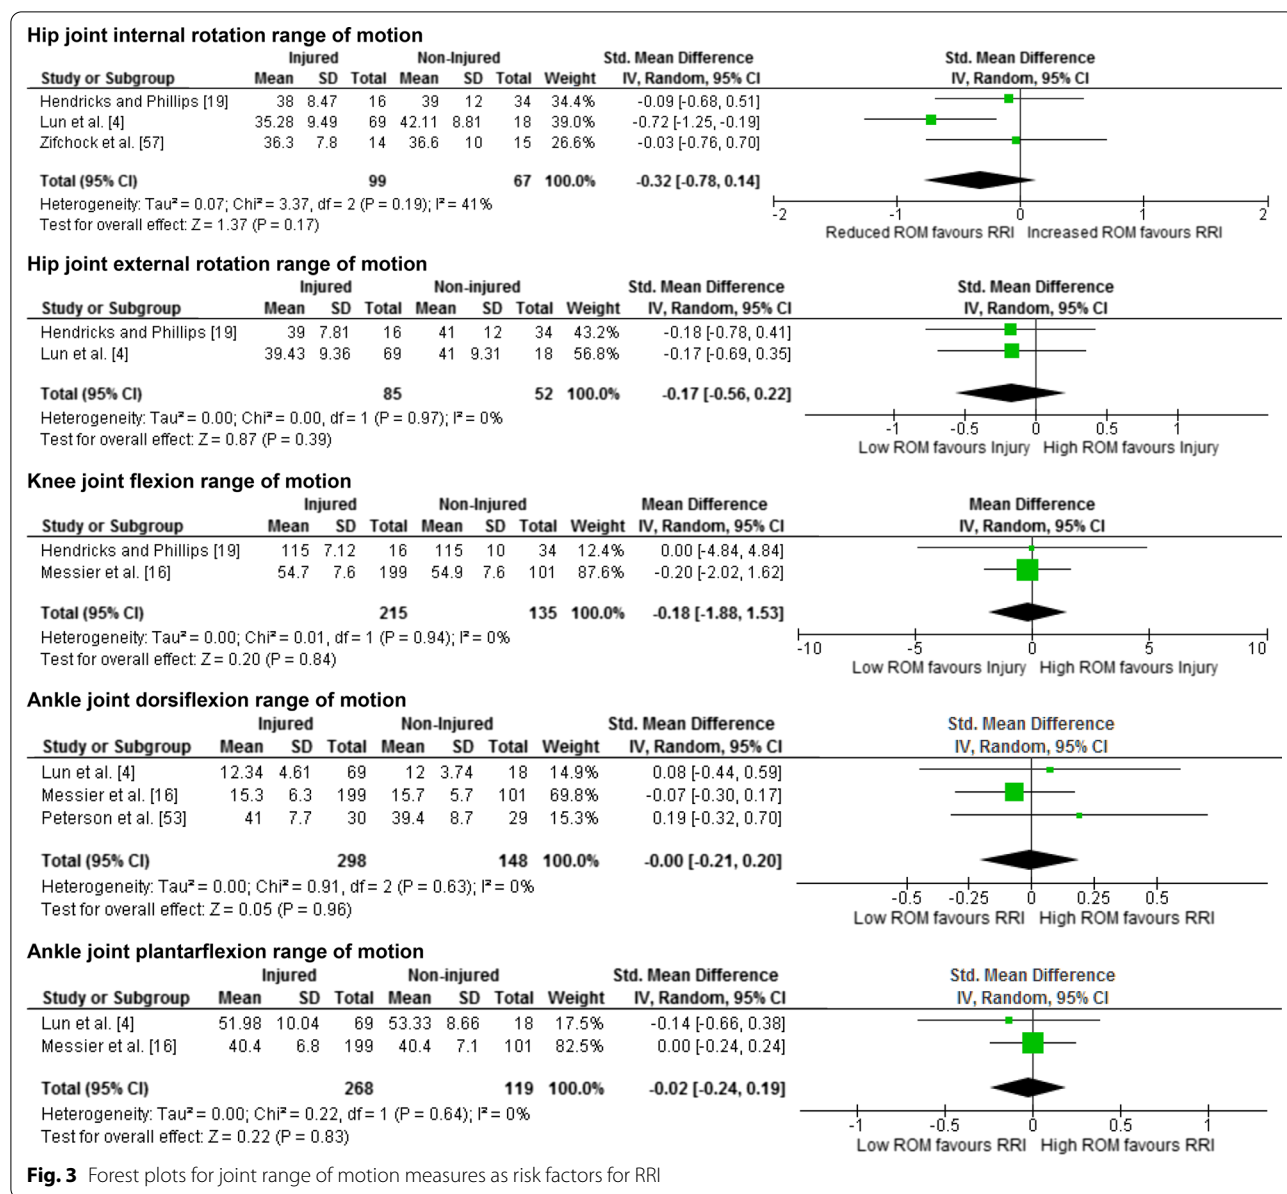 Hip joint internal rotation range of motion
Injured Non-Injured Std. Mean Difference Std. Mean Difference
Study or Subgroup Mean SD Total Mean SD Total Weight IV, Random, 95% CI IV, Random, 95% CI
Hendricks and Phillips [19] 38 8.47 16 39 12 34 34.4% -0.09 [-0.68, 0.51]
Lun et al. [4] 35.28 9.49 69 42.11 8.81 18 39.0% -0.72 [-1.25, -0.19]
Zifchock et al. [57] 36.3 7.8 14 36.6 10 15 26.6% -0.03 [-0.76, 0.70]
Total (95% CI) 99 67 100.0% -0.32 [-0.78, 0.14]
Heterogeneity: Tau² = 0.07; Chi² = 3.37, df = 2 (P = 0.19); I² = 41%
Test for overall effect: Z = 1.37 (P = 0.17)
-2 -1 0 1 2
Reduced ROM favours RRI Increased ROM favours RRI
Hip joint external rotation range of motion
Injured Non-injured Std. Mean Difference Std. Mean Difference
Study or Subgroup Mean SD Total Mean SD Total Weight IV, Random, 95% CI IV, Random, 95% CI
Hendricks and Phillips [19] 39 7.81 16 41 12 34 43.2% -0.18 [-0.78, 0.41]
Lun et al. [4] 39.43 9.36 69 41 9.31 18 56.8% -0.17 [-0.69, 0.35]
Total (95% CI) 85 52 100.0% -0.17 [-0.56, 0.22]
Heterogeneity: Tau² = 0.00; Chi² = 0.00, df = 1 (P = 0.97); I² = 0%
Test for overall effect: Z = 0.87 (P = 0.39)
-1 -0.5 0 0.5 1
Low ROM favours Injury High ROM favours Injury
Knee joint flexion range of motion
Injured Non-Injured Mean Difference Mean Difference
Study or Subgroup Mean SD Total Mean SD Total Weight IV, Random, 95% CI IV, Random, 95% CI
Hendricks and Phillips [19] 115 7.12 16 115 10 34 12.4% 0.00 [-4.84, 4.84]
Messier et al. [16] 54.7 7.6 199 54.9 7.6 101 87.6% -0.20 [-2.02, 1.62]
Total (95% CI) 215 135 100.0% -0.18 [-1.88, 1.53]
Heterogeneity: Tau² = 0.00; Chi² = 0.01, df = 1 (P = 0.94); I² = 0%
Test for overall effect: Z = 0.20 (P = 0.84)
-10 -5 0 5 10
Low ROM favours Injury High ROM favours Injury
Ankle joint dorsiflexion range of motion
Injured Non-Injured Std. Mean Difference Std. Mean Difference
Study or Subgroup Mean SD Total Mean SD Total Weight IV, Random, 95% CI IV, Random, 95% CI
Lun et al. [4] 12.34 4.61 69 12 3.74 18 14.9% 0.08 [-0.44, 0.59]
Messier et al. [16] 15.3 6.3 199 15.7 5.7 101 69.8% -0.07 [-0.30, 0.17]
Peterson et al. [53] 41 7.7 30 39.4 8.7 29 15.3% 0.19 [-0.32, 0.70]
Total (95% CI) 298 148 100.0% -0.00 [-0.21, 0.20]
Heterogeneity: Tau² = 0.00; Chi² = 0.91, df = 2 (P = 0.63); I² = 0%
Test for overall effect: Z = 0.05 (P = 0.96)
-0.5 -0.25 0 0.25 0.5
Low ROM favours RRI High ROM favours RRI
Ankle joint plantarflexion range of motion
Injured Non-injured Std. Mean Difference Std. Mean Difference
Study or Subgroup Mean SD Total Mean SD Total Weight IV, Random, 95% CI IV, Random, 95% CI
Lun et al. [4] 51.98 10.04 69 53.33 8.66 18 17.5% -0.14 [-0.66, 0.38]
Messier et al. [16] 40.4 6.8 199 40.4 7.1 101 82.5% 0.00 [-0.24, 0.24]
Total (95% CI) 268 119 100.0% -0.02 [-0.24, 0.19]
Heterogeneity: Tau² = 0.00; Chi² = 0.22, df = 1 (P = 0.64); I² = 0%
Test for overall effect: Z = 0.22 (P = 0.83)
-1 -0.5 0 0.5 1
Low ROM favours RRI High ROM favours RRI
Fig. 3 Forest plots for joint range of motion measures as risk factors for RRI